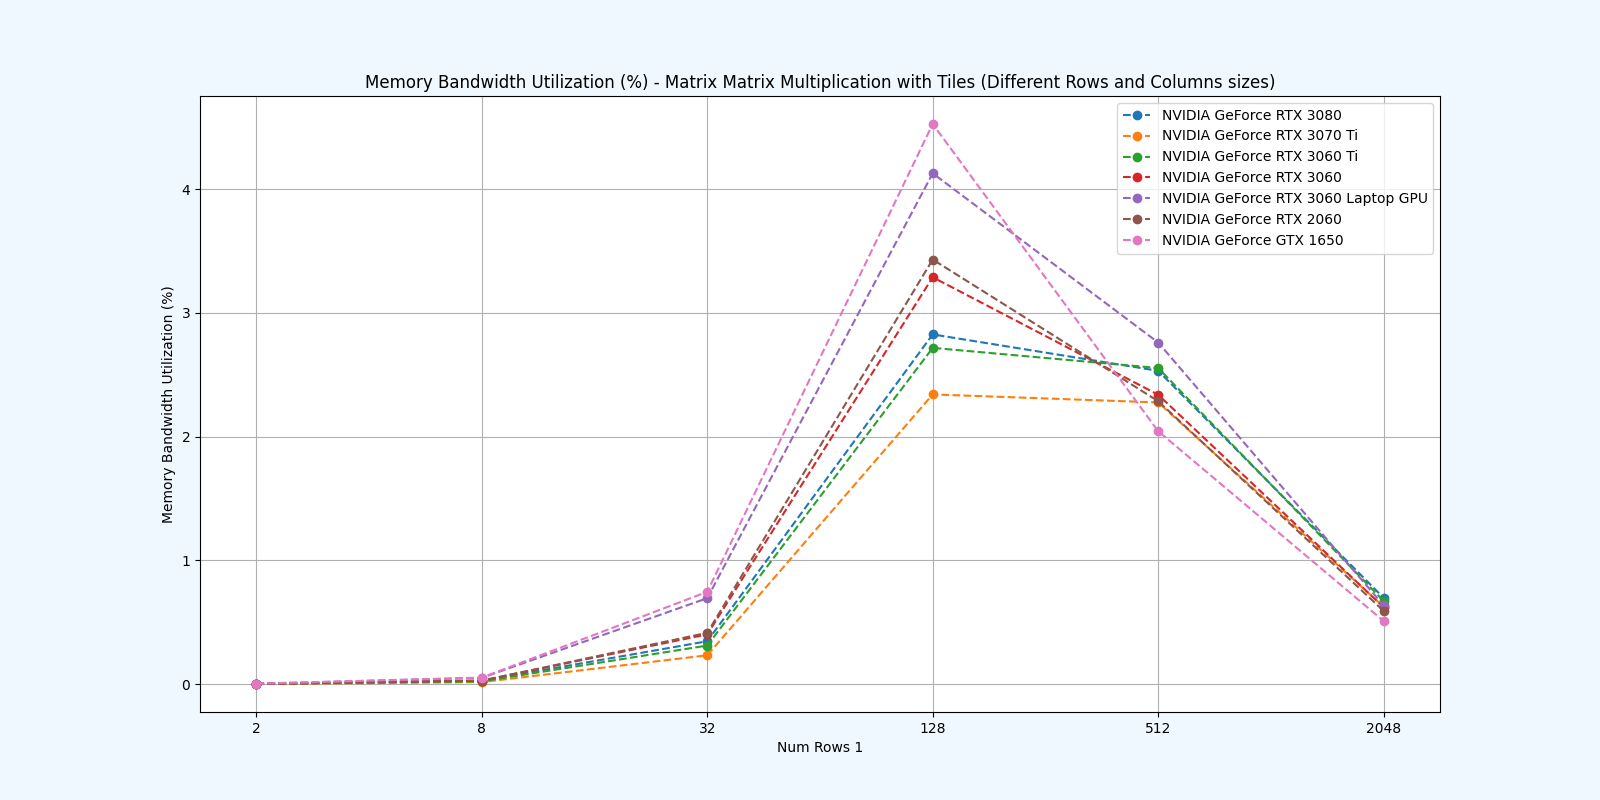 Memory Bandwidth Utilization (%) - Matrix Matrix Multiplication with Tiles (Different Rows and Columns sizes)
NVIDIA GeForce RTX 3080
NVIDIA GeForce RTX 3070 Ti
NVIDIA GeForce RTX 3060 Ti
NVIDIA GeForce RTX 3060
NVIDIA GeForce RTX 3060 Laptop GPU
NVIDIA GeForce RTX 2060
NVIDIA GeForce GTX 1650
Memory Bandwidth Utilization (%)
4
3
2
1
0
2 8 32 128 512 2048
Num Rows 1